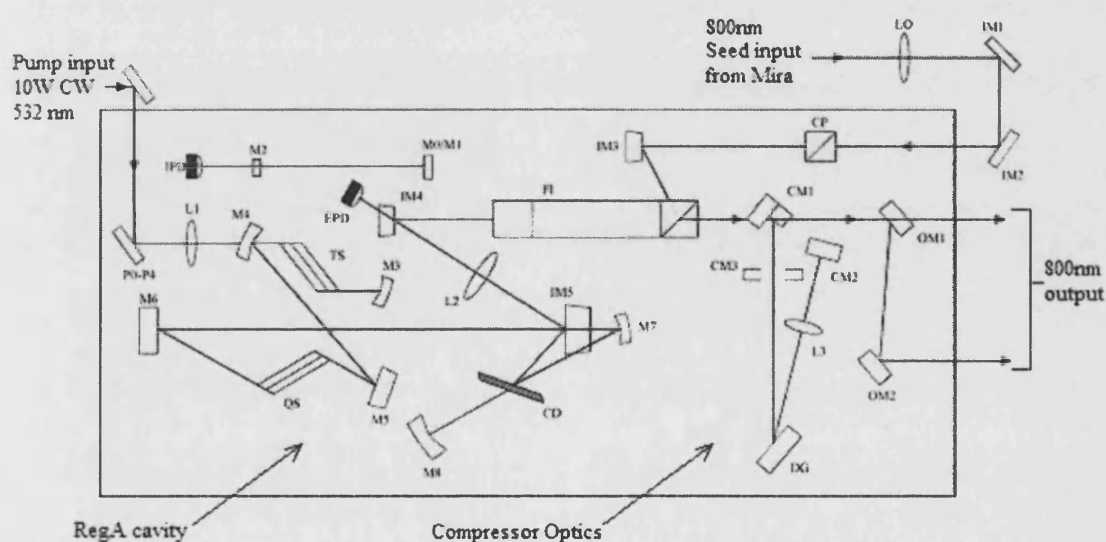 800nm
Seed input
from Mira
LO
IM1
Pump input
10W CW
532 nm
CP
IM3
IM2
M2
M0/M1
EPD
IM4
FI
CM1
L1
M4
OM1
P0-P4
TS
M3
L2
CM3
CM2
800nm
output
M6
IM5
M7
L3
QS
M5
CD
OM2
M8
DG
RegA cavity
Compressor Optics